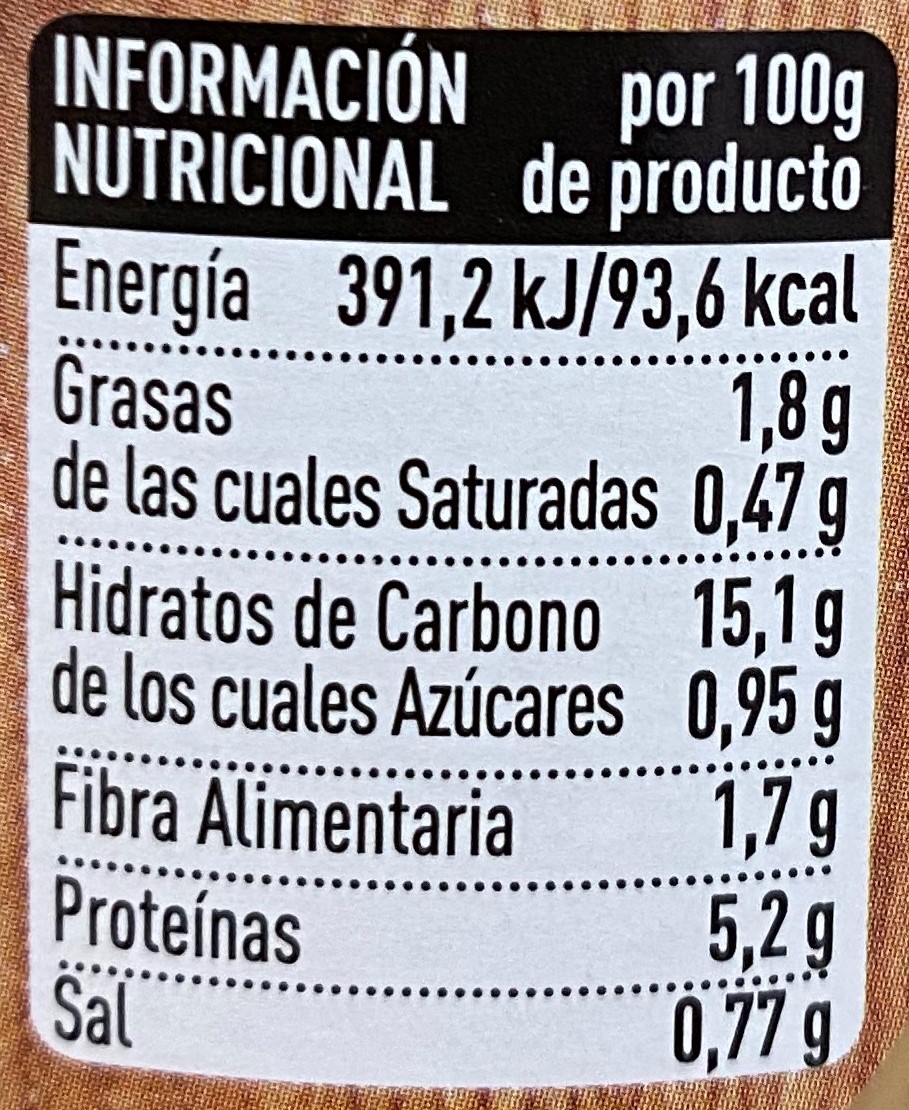 INFORMACIÓN por 100g
NUTRICIONAL de producto
Energía 391,2 kJ/93,6 kcal
Grasas 1,8 g
de las cuales Saturadas 0,47 g
Hidratos de Carbono 15,1 g
de los cuales Azúcares 0,95 g
Fibra Alimentaria 1,7 g
Proteínas 5,2 g
Sal 0,77 g